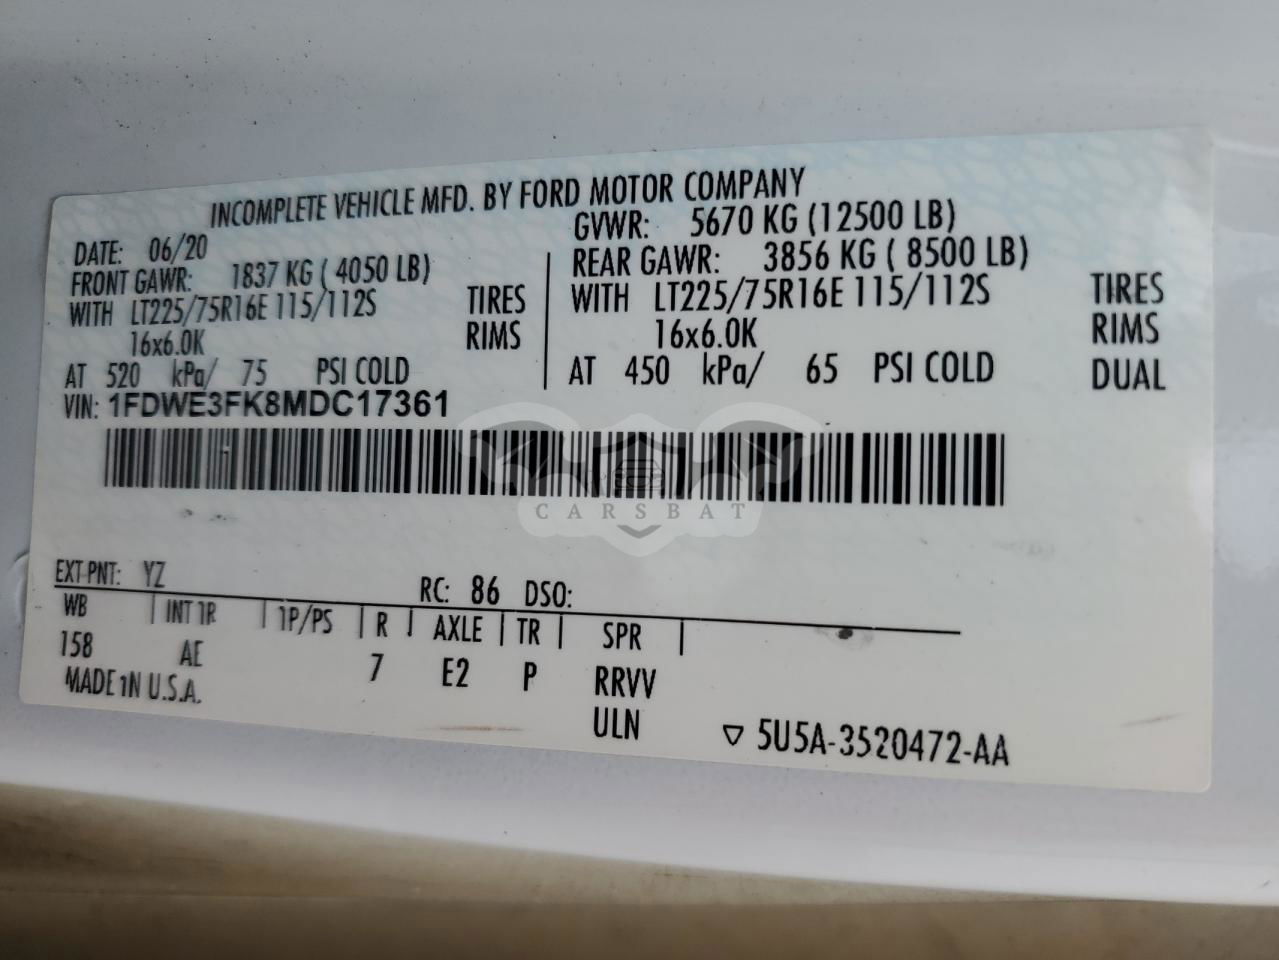 INCOMPLETE VEHICLE MFD. BY FORD MOTOR COMPANY
DATE: 06/20
GVWR: 5670 KG (12500 LB)
FRONT GAWR: 1837 KG ( 4050 LB)
REAR GAWR: 3856 KG ( 8500 LB)
WITH LT225/75R16E 115/112S TIRES
WITH LT225/75R16E 115/112S TIRES
16x6.0K RIMS
16x6.0K RIMS
AT 520 kPa/ 75 PSI COLD
AT 450 kPa/ 65 PSI COLD DUAL
VIN: 1FDWE3FK8MDC17361
CARSBAT
EXT PNT: YZ RC: 86 DSO:
WB | INT TR | TP/PS | R | AXLE | TR | SPR |
158 AE 7 E2 P RRVV
MADE IN U.S.A. ULN ▽ 5U5A-3520472-AA